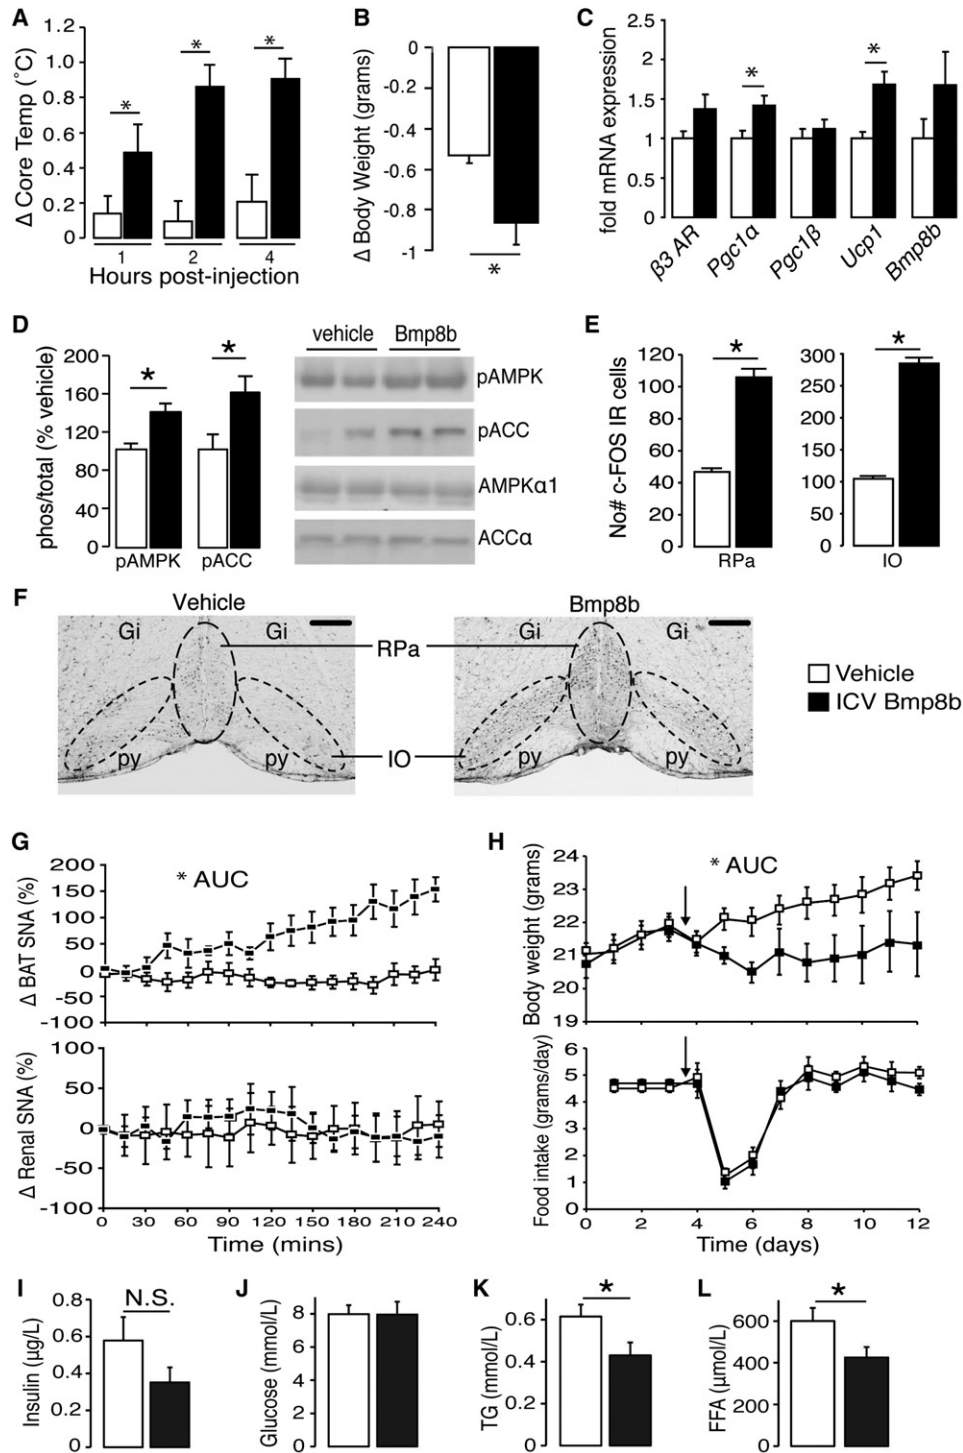 A
Δ Core Temp (˚C)
1.2
1.0
0.8
0.6
0.4
0.2
0
*
*
*
1 2 4
Hours post-injection
B
Δ Body Weight (grams)
0
-0.2
-0.4
-0.6
-0.8
-1
*
C
fold mRNA expression
2.5
2
1.5
1
0.5
0
*
*
β3 AR
Pgc1α
Pgc1β
Ucp1
Bmp8b
D
phos/total (% vehicle)
200
160
120
80
40
0
*
*
pAMPK pACC
vehicle Bmp8b
pAMPK
pACC
AMPKα1
ACCα
E
No# c-FOS IR cells
120
100
80
60
40
20
0
*
RPa
300
250
200
150
100
50
0
*
IO
F
Vehicle
Gi Gi
py py
RPa
IO
Bmp8b
Gi Gi
py py
Vehicle
ICV Bmp8b
G
Δ BAT SNA (%)
200
150
100
50
0
-50
-100
* AUC
Δ Renal SNA (%)
100
50
0
-50
-100
0 30 60 90 120 150 180 210 240
Time (mins)
H
Body weight (grams)
24
23
22
21
20
19
* AUC
Food intake (grams/day)
6
5
4
3
2
1
0
0 2 4 6 8 10 12
Time (days)
I
Insulin (µg/L)
0.8
0.6
0.4
0.2
0
N.S.
J
Glucose (mmol/L)
8
6
4
2
0
K
TG (mmol/L)
0.6
0.4
0.2
0
*
L
FFA (µmol/L)
600
400
200
0
*